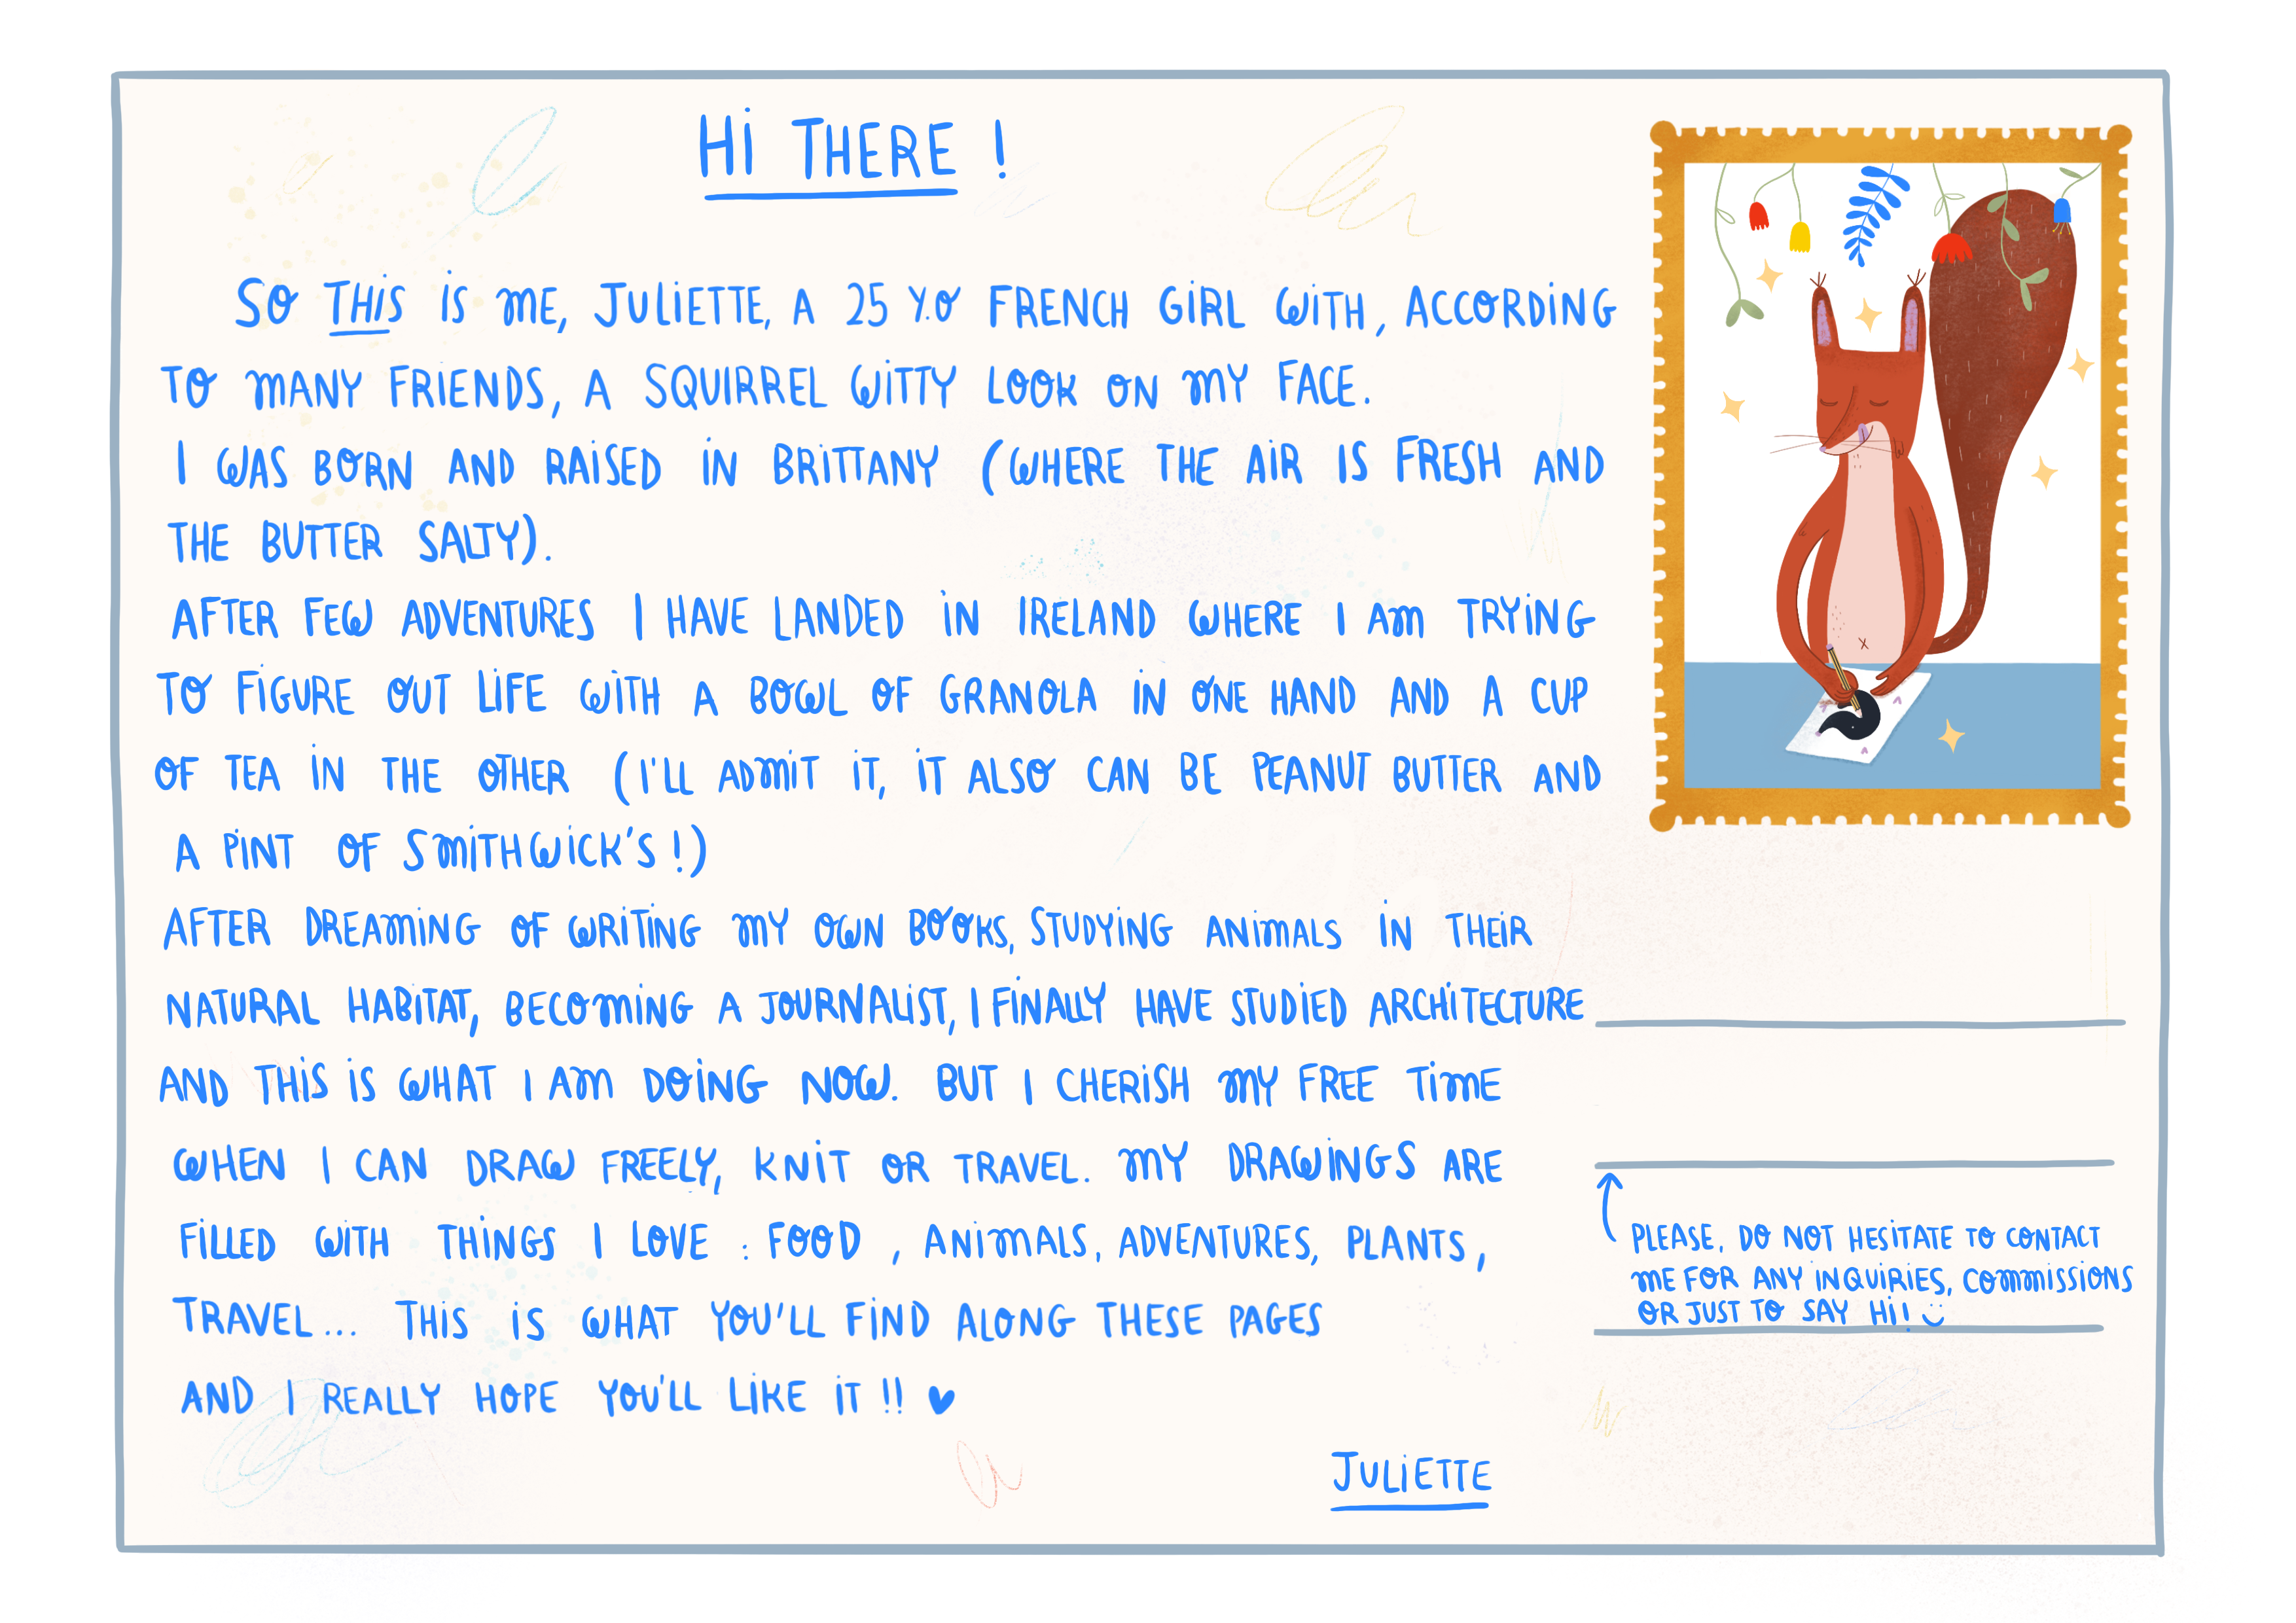 Hi THERE !
SO THIS IS ME, JULIETTE, A 25 Y.O FRENCH GIRL WITH, ACCORDING
TO MANY FRIENDS, A SQUIRREL WITTY LOOK ON MY FACE.
I WAS BORN AND RAISED IN BRITTANY (WHERE THE AIR IS FRESH AND
THE BUTTER SALTY).
AFTER FEW ADVENTURES I HAVE LANDED IN IRELAND WHERE I AM TRYING
TO FIGURE OUT LIFE WITH A BOWL OF GRANOLA IN ONE HAND AND A CUP
OF TEA IN THE OTHER (I'LL ADMIT IT, IT ALSO CAN BE PEANUT BUTTER AND
A PINT OF SMITHWICK'S !)
AFTER DREAMING OF WRITING MY OWN BOOKS, STUDYING ANIMALS IN THEIR
NATURAL HABITAT, BECOMING A JOURNALIST, I FINALLY HAVE STUDIED ARCHITECTURE
AND THIS IS WHAT I AM DOING NOW. BUT I CHERISH MY FREE TIME
WHEN I CAN DRAW FREELY, KNIT OR TRAVEL. MY DRAWINGS ARE
FILLED WITH THINGS I LOVE : FOOD , ANIMALS, ADVENTURES, PLANTS,
TRAVEL... THIS IS WHAT YOU'LL FIND ALONG THESE PAGES
AND I REALLY HOPE YOU'LL LIKE IT !! ♥
JULIETTE
PLEASE, DO NOT HESITATE TO CONTACT
ME FOR ANY INQUIRIES, COMMISSIONS
OR JUST TO SAY HI! :)